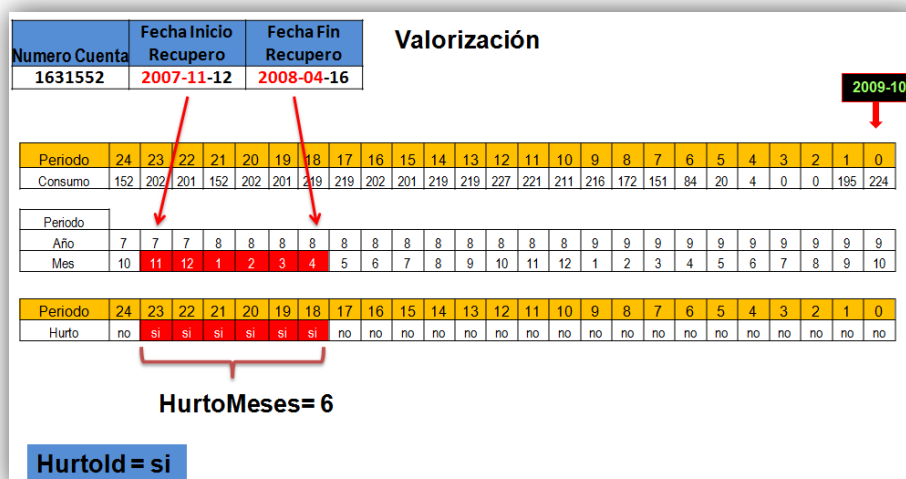 Numero Cuenta Fecha Inicio Recupero Fecha Fin Recupero
1631552 2007-11-12 2008-04-16
Valorización
2009-10
Periodo 24 23 22 21 20 19 18 17 16 15 14 13 12 11 10 9 8 7 6 5 4 3 2 1 0
Consumo 152 202 201 152 202 201 219 219 202 201 219 219 227 221 211 216 172 151 84 20 4 0 0 195 224
Periodo
Año 7 7 7 8 8 8 8 8 8 8 8 8 8 8 8 9 9 9 9 9 9 9 9 9 9
Mes 10 11 12 1 2 3 4 5 6 7 8 9 10 11 12 1 2 3 4 5 6 7 8 9 10
Periodo 24 23 22 21 20 19 18 17 16 15 14 13 12 11 10 9 8 7 6 5 4 3 2 1 0
Hurto no si si si si si si no no no no no no no no no no no no no no no no no no
HurtoMeses= 6
HurtoId = si